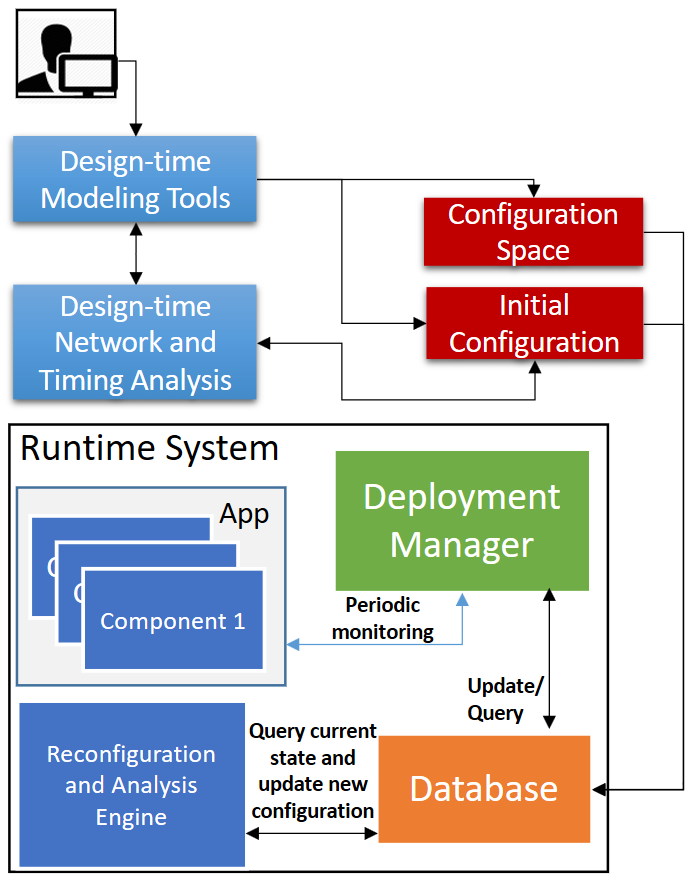 Design-time
Modeling Tools
Configuration
Space
Design-time
Network and
Timing Analysis
Initial
Configuration
Runtime System
App
Component 1
Deployment
Manager
Periodic
monitoring
Update/
Query
Reconfiguration
and Analysis
Engine
Query current
state and
update new
configuration
Database